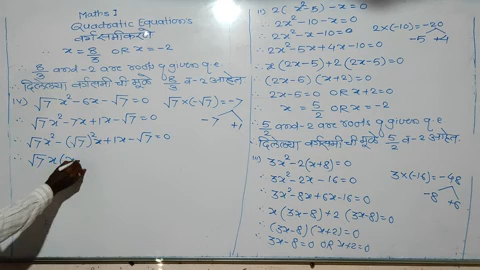 Maths I
Quadratic Equation's
वर्गसमीकरणे
∴ x = 8/3 OR x = -2
∴ 8/3 and -2 are roots of given q.e
दिलेल्या वर्गसमी ची मुळे 8/3 व -2 आहेत.
iv) √7 x² - 6x - √7 = 0
√7 × (-√7) = -7
-7 +1
∴ √7 x² - 7x + 1x - √7 = 0
∴ √7 x² - (√7)² x + 1x - √7 = 0
∴ √7 x (x
ii) 2(x² - 5) - x = 0
∴ 2x² - 10 - x = 0
∴ 2x² - x - 10 = 0
2 × (-10) = -20
-5 +4
∴ 2x² - 5x + 4x - 10 = 0
∴ x (2x - 5) + 2 (2x - 5) = 0
∴ (2x - 5) (x + 2) = 0
∴ 2x - 5 = 0 OR x + 2 = 0
∴ x = 5/2 OR x = -2
∴ 5/2 and -2 are roots of given q.e
दिलेल्या वर्गसमी ची मुळे 5/2 व -2 आहेत.
3x² - 2(x + 8) = 0
∴ 3x² - 2x - 16 = 0
3 × (-16) = -48
-8 +6
∴ 3x² - 8x + 6x - 16 = 0
∴ x (3x - 8) + 2 (3x - 8) = 0
∴ (3x - 8) (x + 2) = 0
∴ 3x - 8 = 0 OR x + 2 = 0